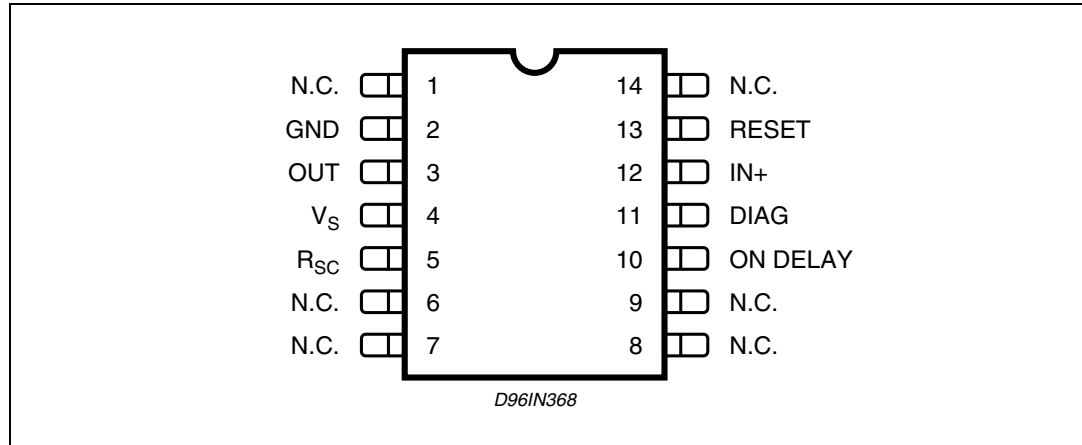 N.C. 1 14 N.C.
GND 2 13 RESET
OUT 3 12 IN+
VS 4 11 DIAG
RSC 5 10 ON DELAY
N.C. 6 9 N.C.
N.C. 7 8 N.C.
D96IN368